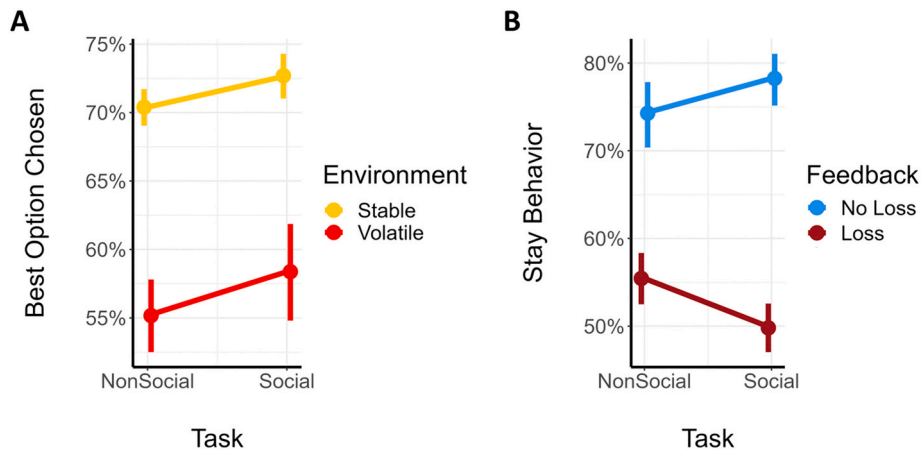 A
Best Option Chosen
75%
70%
65%
60%
55%
NonSocial Social
Task
Environment
Stable
Volatile
B
Stay Behavior
80%
70%
60%
50%
NonSocial Social
Task
Feedback
No Loss
Loss